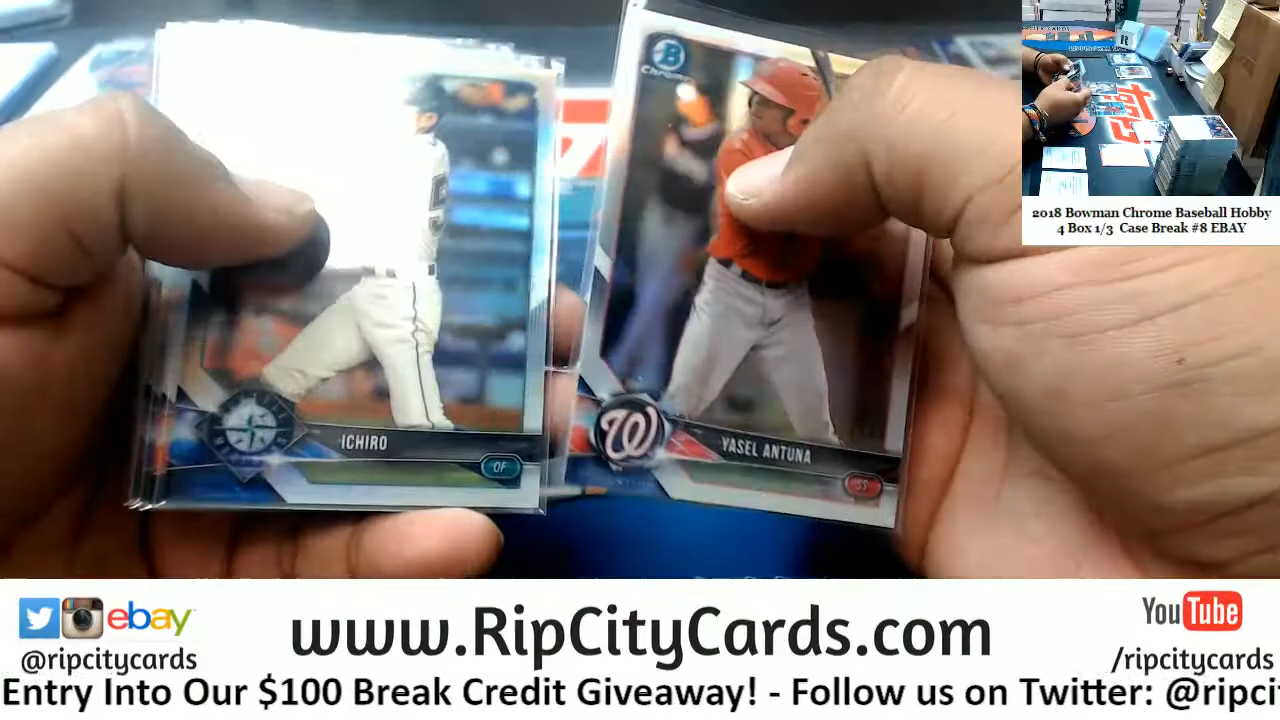 B
Chrome
5
ICHIRO
OF
W
YASEL ANTUNA
SS
2018 Bowman Chrome Baseball Hobby
4 Box 1/3 Case Break #8 EBAY
ebay
@ripcitycards
www.RipCityCards.com
YouTube
/ripcitycards
Entry Into Our $100 Break Credit Giveaway! - Follow us on Twitter: @ripci